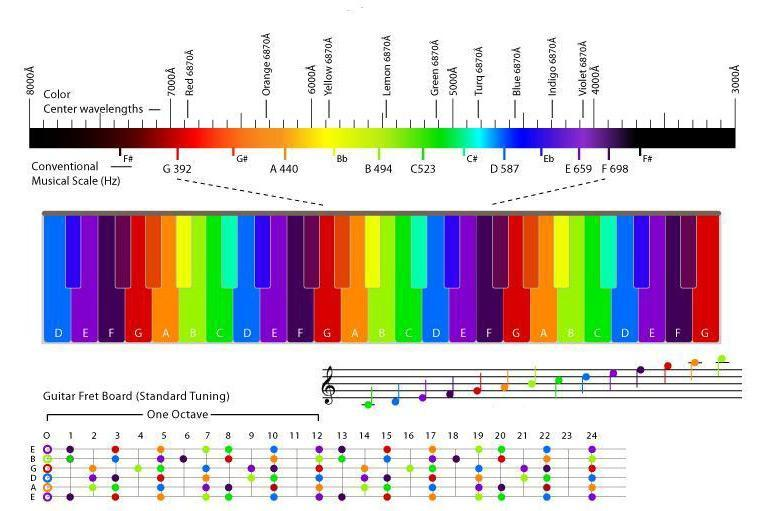 8000Å
7000Å
Red 6870Å
Orange 6870Å
6000Å
Yellow 6870Å
Lemon 6870Å
Green 6870Å
5000Å
Turq 6870Å
Blue 6870Å
Indigo 6870Å
Violet 6870Å
4000Å
3000Å
Color
Center wavelengths
Conventional
Musical Scale (Hz)
F#
G 392
G#
A 440
Bb
B 494
C523
C#
D 587
Eb
E 659
F 698
F#
D E F G A B C D E F G A B C D E F G A B C D E F G
Guitar Fret Board (Standard Tuning)
One Octave
0 1 2 3 4 5 6 7 8 9 10 11 12 13 14 15 16 17 18 19 20 21 22 23 24
E
B
G
D
A
E